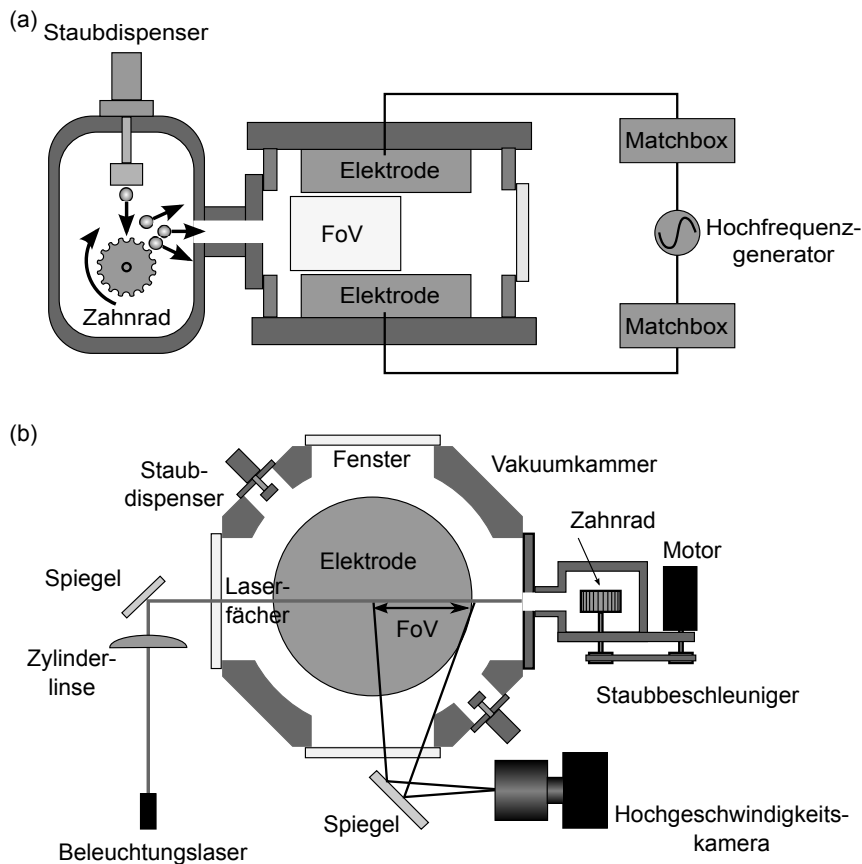 (a)
Staubdispenser
Elektrode
Matchbox
FoV
Hochfrequenz-
generator
Elektrode
Zahnrad
Matchbox
(b)
Staub-
dispenser
Fenster
Vakuumkammer
Zahnrad
Motor
Elektrode
Spiegel
Laser-
fächer
FoV
Zylinder-
linse
Staubbeschleuniger
Spiegel
Hochgeschwindigkeits-
kamera
Beleuchtungslaser